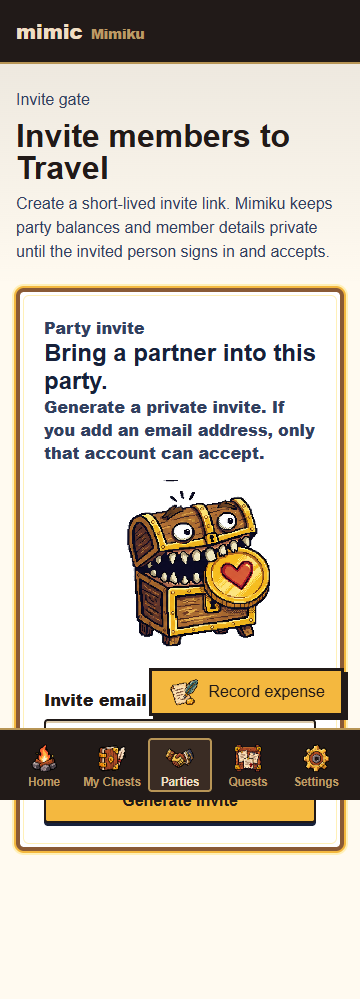 mimic Mimiku
Invite gate
Invite members to
Travel
Create a short-lived invite link. Mimiku keeps
party balances and member details private
until the invited person signs in and accepts.
Party invite
Bring a partner into this
party.
Generate a private invite. If
you add an email address, only
that account can accept.
Invite email
Record expense
Home My Chests Parties Quests Settings
Generate invite